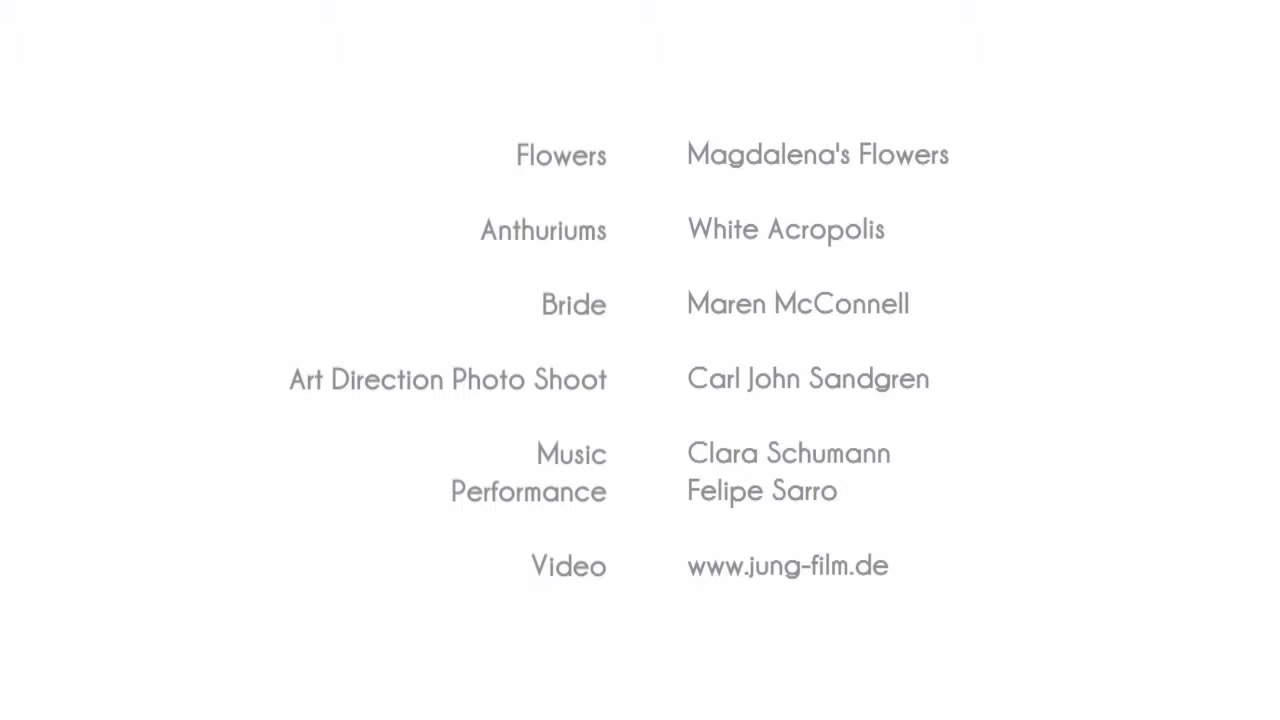 Flowers Magdalena's Flowers
Anthuriums White Acropolis
Bride Maren McConnell
Art Direction Photo Shoot Carl John Sandgren
Music Clara Schumann
Performance Felipe Sarro
Video www.jung-film.de